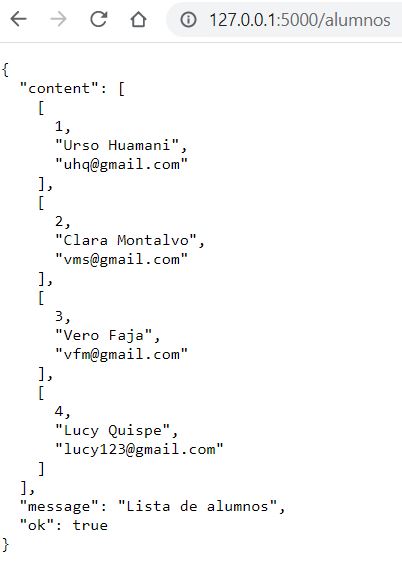 127.0.0.1:5000/alumnos
{
  "content": [
    [
      1,
      "Urso Huamani",
      "uhq@gmail.com"
    ],
    [
      2,
      "Clara Montalvo",
      "vms@gmail.com"
    ],
    [
      3,
      "Vero Faja",
      "vfm@gmail.com"
    ],
    [
      4,
      "Lucy Quispe",
      "lucy123@gmail.com"
    ]
  ],
  "message": "Lista de alumnos",
  "ok": true
}